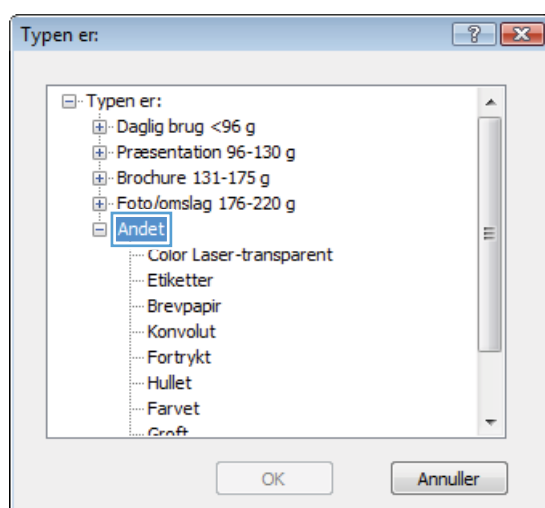 Typen er:
Typen er:
Daglig brug <96 g
Præsentation 96-130 g
Brochure 131-175 g
Foto/omslag 176-220 g
Andet
Color Laser-transparent
Etiketter
Brevpapir
Konvolut
Fortrykt
Hullet
Farvet
Groft
OK Annuller